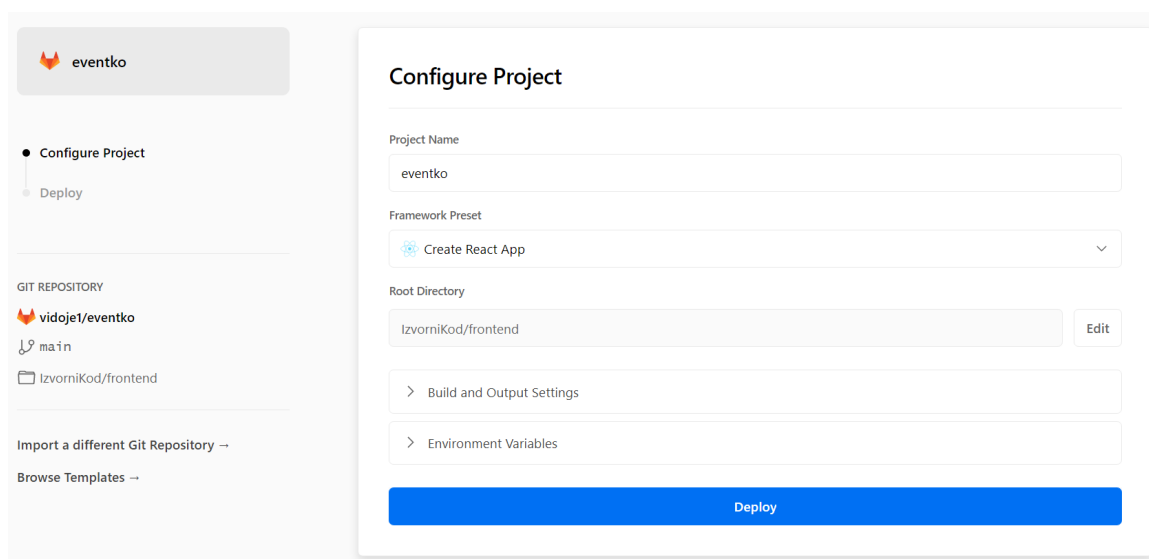 eventko
Configure Project
Deploy
GIT REPOSITORY
vidoje1/eventko
main
IzvorniKod/frontend
Import a different Git Repository →
Browse Templates →
Configure Project
Project Name
eventko
Framework Preset
Create React App
Root Directory
IzvorniKod/frontend
Edit
Build and Output Settings
Environment Variables
Deploy